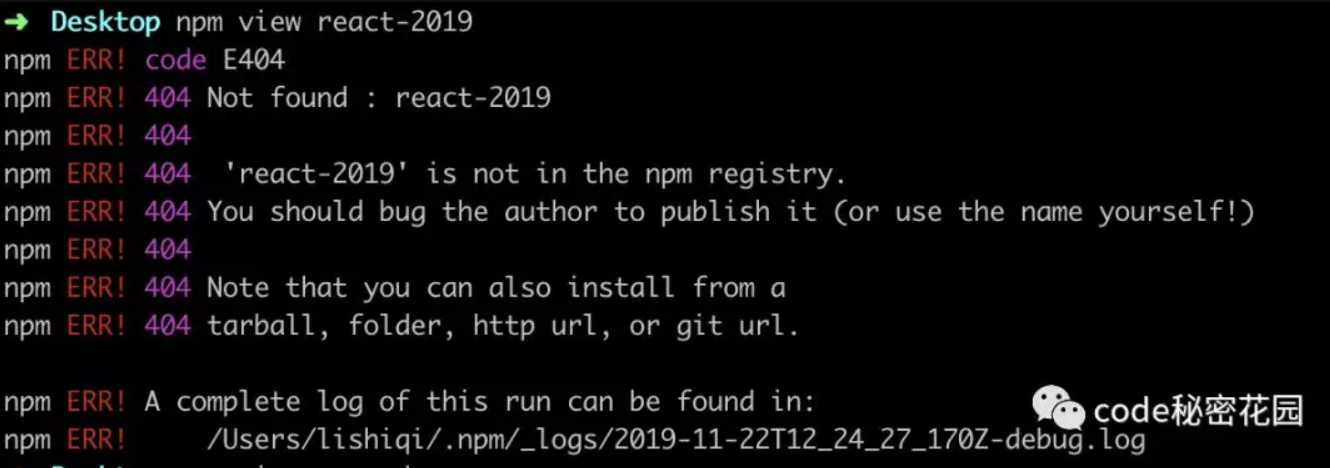 ➜ Desktop npm view react-2019
npm ERR! code E404
npm ERR! 404 Not found : react-2019
npm ERR! 404
npm ERR! 404  'react-2019' is not in the npm registry.
npm ERR! 404 You should bug the author to publish it (or use the name yourself!)
npm ERR! 404
npm ERR! 404 Note that you can also install from a
npm ERR! 404 tarball, folder, http url, or git url.
npm ERR! A complete log of this run can be found in:
npm ERR!     /Users/lishiqi/.npm/_logs/2019-11-22T12_24_27_170Z-debug.log
code秘密花园